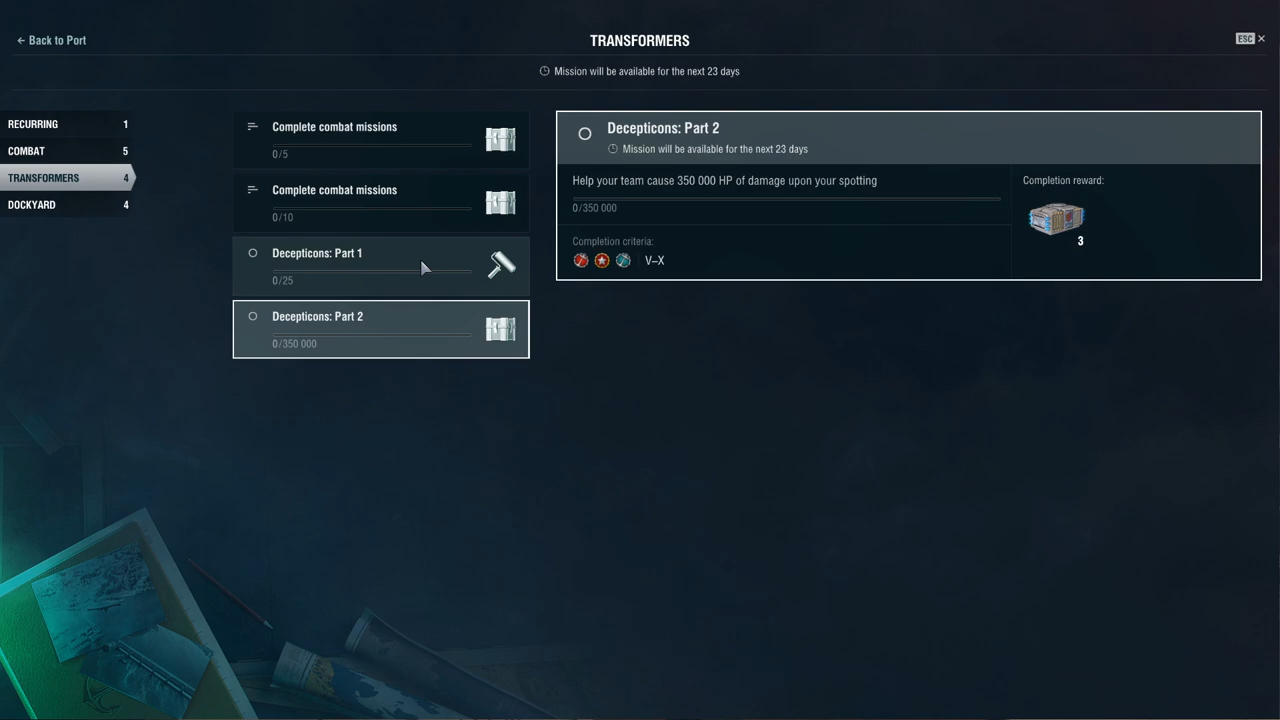 ← Back to Port
TRANSFORMERS
ESC ×
Mission will be available for the next 23 days
RECURRING 1
COMBAT 5
TRANSFORMERS 4
DOCKYARD 4
Complete combat missions
0/5
Complete combat missions
0/10
Decepticons: Part 1
0/25
Decepticons: Part 2
0/350 000
Decepticons: Part 2
Mission will be available for the next 23 days
Help your team cause 350 000 HP of damage upon your spotting
0/350 000
Completion criteria:
V–X
Completion reward:
3